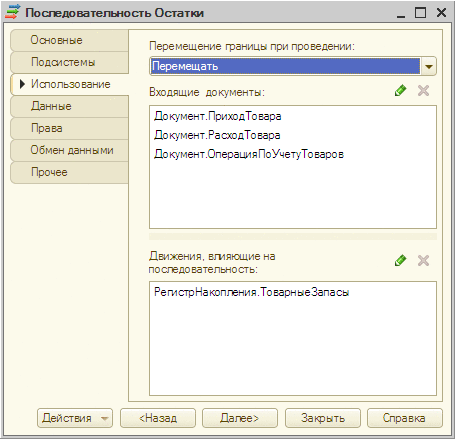 Последовательность Остатки
Основные
Подсистемы
Использование
Данные
Права
Обмен данными
Прочее
Перемещение границы при проведении:
Перемещать
Входящие документы:
Документ.ПриходТовара
Документ.РасходТовара
Документ.ОперацияПоУчетуТоваров
Движения, влияющие на
последовательность:
РегистрНакопления.ТоварныеЗапасы
Действия
<Назад
Далее>
Закрыть
Справка